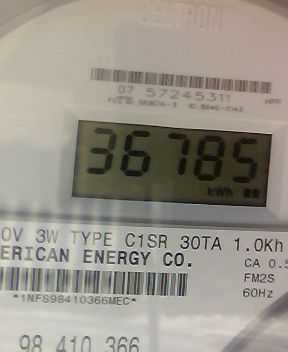 CENTRON
07 57245311
36785
kWh
0V 3W TYPE C1SR 30TA 1.0Kh
ERICAN ENERGY CO.
CA 0.5
FM2S
60Hz
*1NFS98410366MEC*
98 410 366